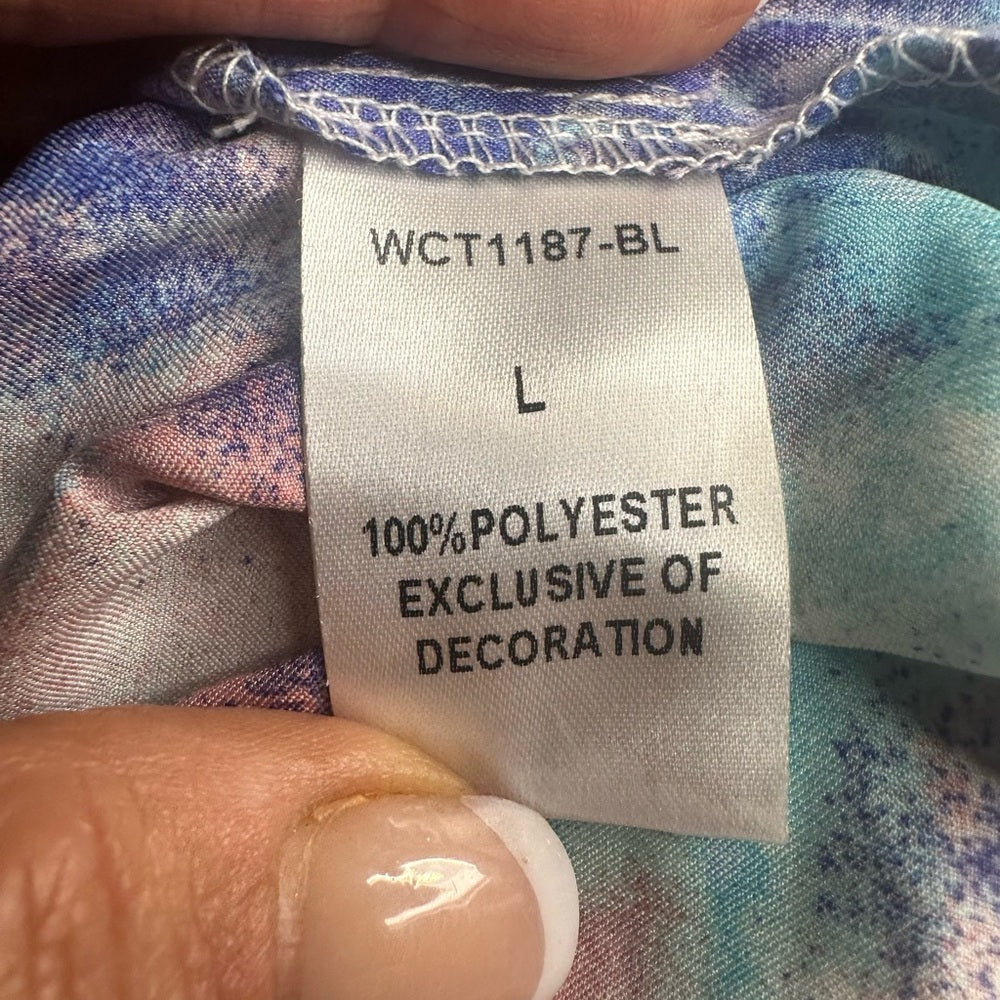 WCT1187-BL
L
100%POLYESTER
EXCLUSIVE OF
DECORATION